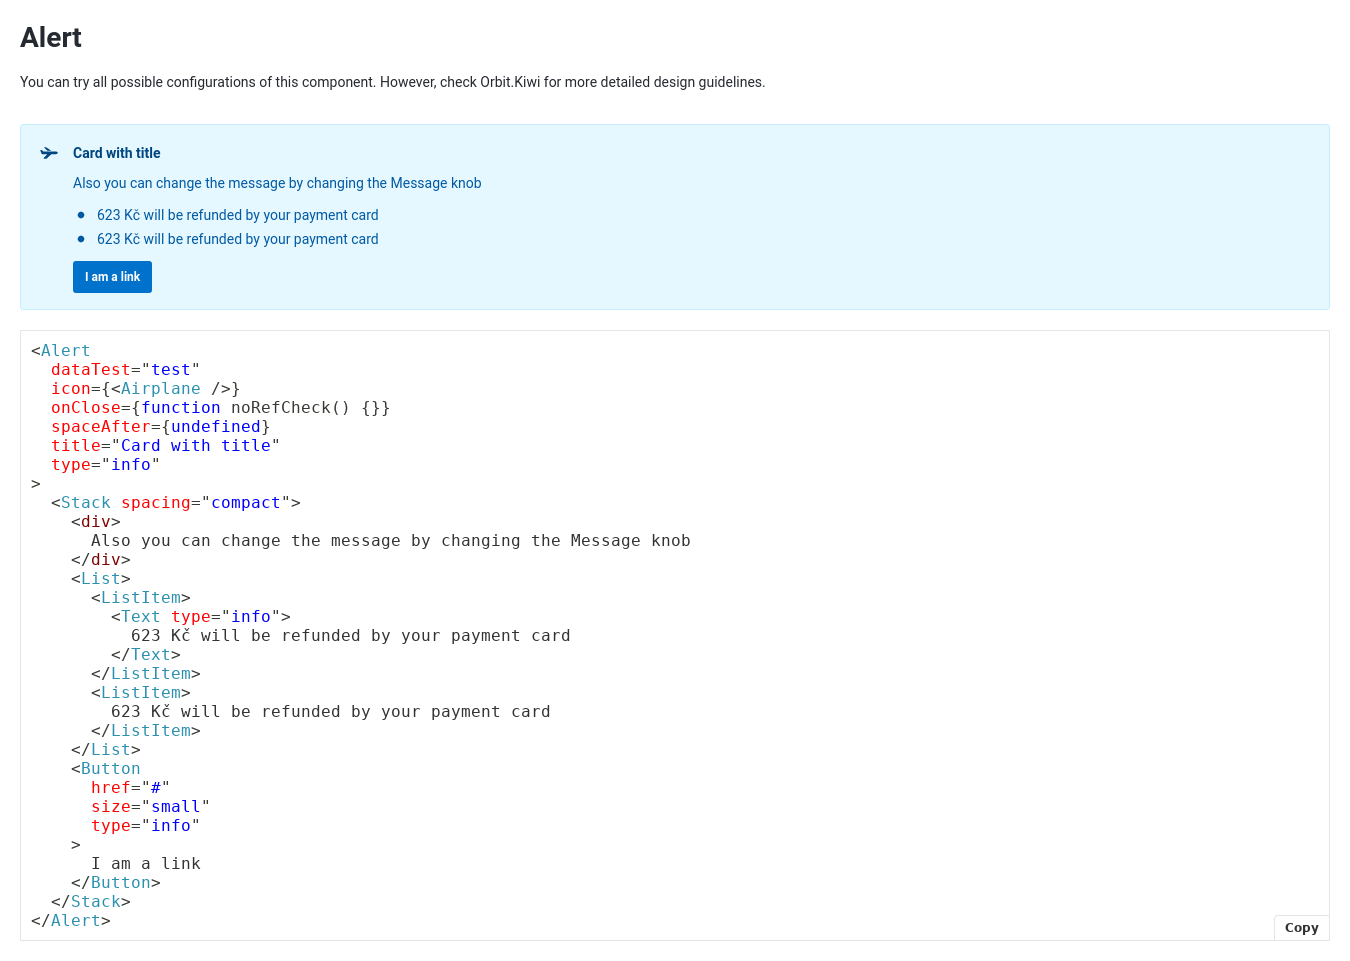 Alert
You can try all possible configurations of this component. However, check Orbit.Kiwi for more detailed design guidelines.
Card with title
Also you can change the message by changing the Message knob
623 Kč will be refunded by your payment card
623 Kč will be refunded by your payment card
I am a link
<Alert
  dataTest="test"
  icon={<Airplane />}
  onClose={function noRefCheck() {}}
  spaceAfter={undefined}
  title="Card with title"
  type="info"
>
  <Stack spacing="compact">
    <div>
      Also you can change the message by changing the Message knob
    </div>
    <List>
      <ListItem>
        <Text type="info">
          623 Kč will be refunded by your payment card
        </Text>
      </ListItem>
      <ListItem>
        623 Kč will be refunded by your payment card
      </ListItem>
    </List>
    <Button
      href="#"
      size="small"
      type="info"
    >
      I am a link
    </Button>
  </Stack>
</Alert>
Copy